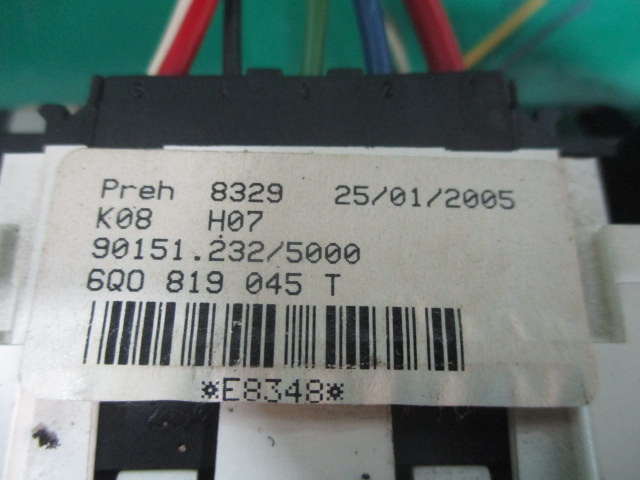 Preh 8329 25/01/2005
K08 H07
90151.232/5000
6Q0 819 045 T
*E8348*